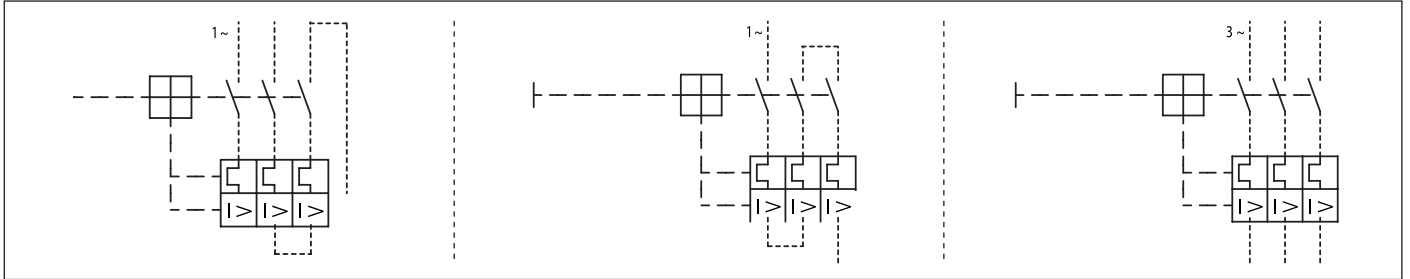 1 ~ 1 ~ 3 ~
I > I > I > I > I > I > I > I > I >